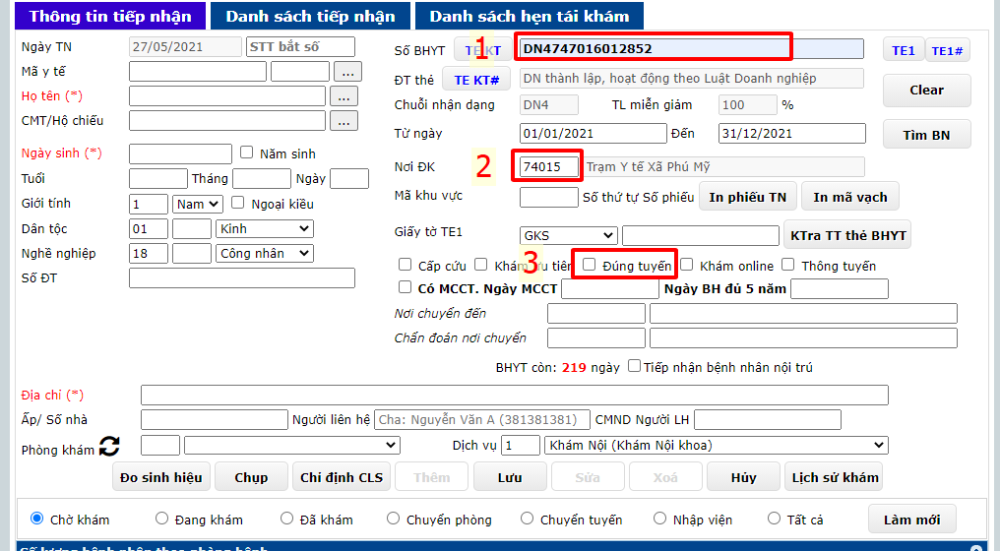 Thông tin tiếp nhận Danh sách tiếp nhận Danh sách hẹn tái khám
Ngày TN 27/05/2021 STT bắt số Số BHYT TE KT 1 DN4747016012852 TE1 TE1#
Mã y tế ... ĐT thẻ TE KT# DN thành lập, hoạt động theo Luật Doanh nghiệp
Họ tên (*) ... Chuỗi nhận dạng DN4 TL miễn giảm 100 % Clear
CMT/Hộ chiếu ... Từ ngày 01/01/2021 Đến 31/12/2021 Tìm BN
Ngày sinh (*) Năm sinh 2 Nơi ĐK 74015 Trạm Y tế Xã Phú Mỹ
Tuổi Tháng Ngày
Giới tính 1 Nam Ngoại kiều Mã khu vực Số thứ tự Số phiếu In phiếu TN In mã vạch
Dân tộc 01 Kinh Giấy tờ TE1 GKS KTra TT thẻ BHYT
Nghề nghiệp 18 Công nhân 3 Cấp cứu Khám ưu tiên Đúng tuyến Khám online Thông tuyến
Số ĐT Có MCCT. Ngày MCCT Ngày BH đủ 5 năm
Nơi chuyển đến
Chẩn đoán nơi chuyển
BHYT còn: 219 ngày Tiếp nhận bệnh nhân nội trú
Địa chỉ (*)
Ấp/ Số nhà Người liên hệ Cha: Nguyễn Văn A (381381381) CMND Người LH
Phòng khám Dịch vụ 1 Khám Nội (Khám Nội khoa)
Đo sinh hiệu Chụp Chỉ định CLS Thêm Lưu Sửa Xoá Hủy Lịch sử khám
Chờ khám Đang khám Đã khám Chuyển phòng Chuyển tuyến Nhập viện Tất cả Làm mới
Số lượng bệnh nhân theo phòng bệnh